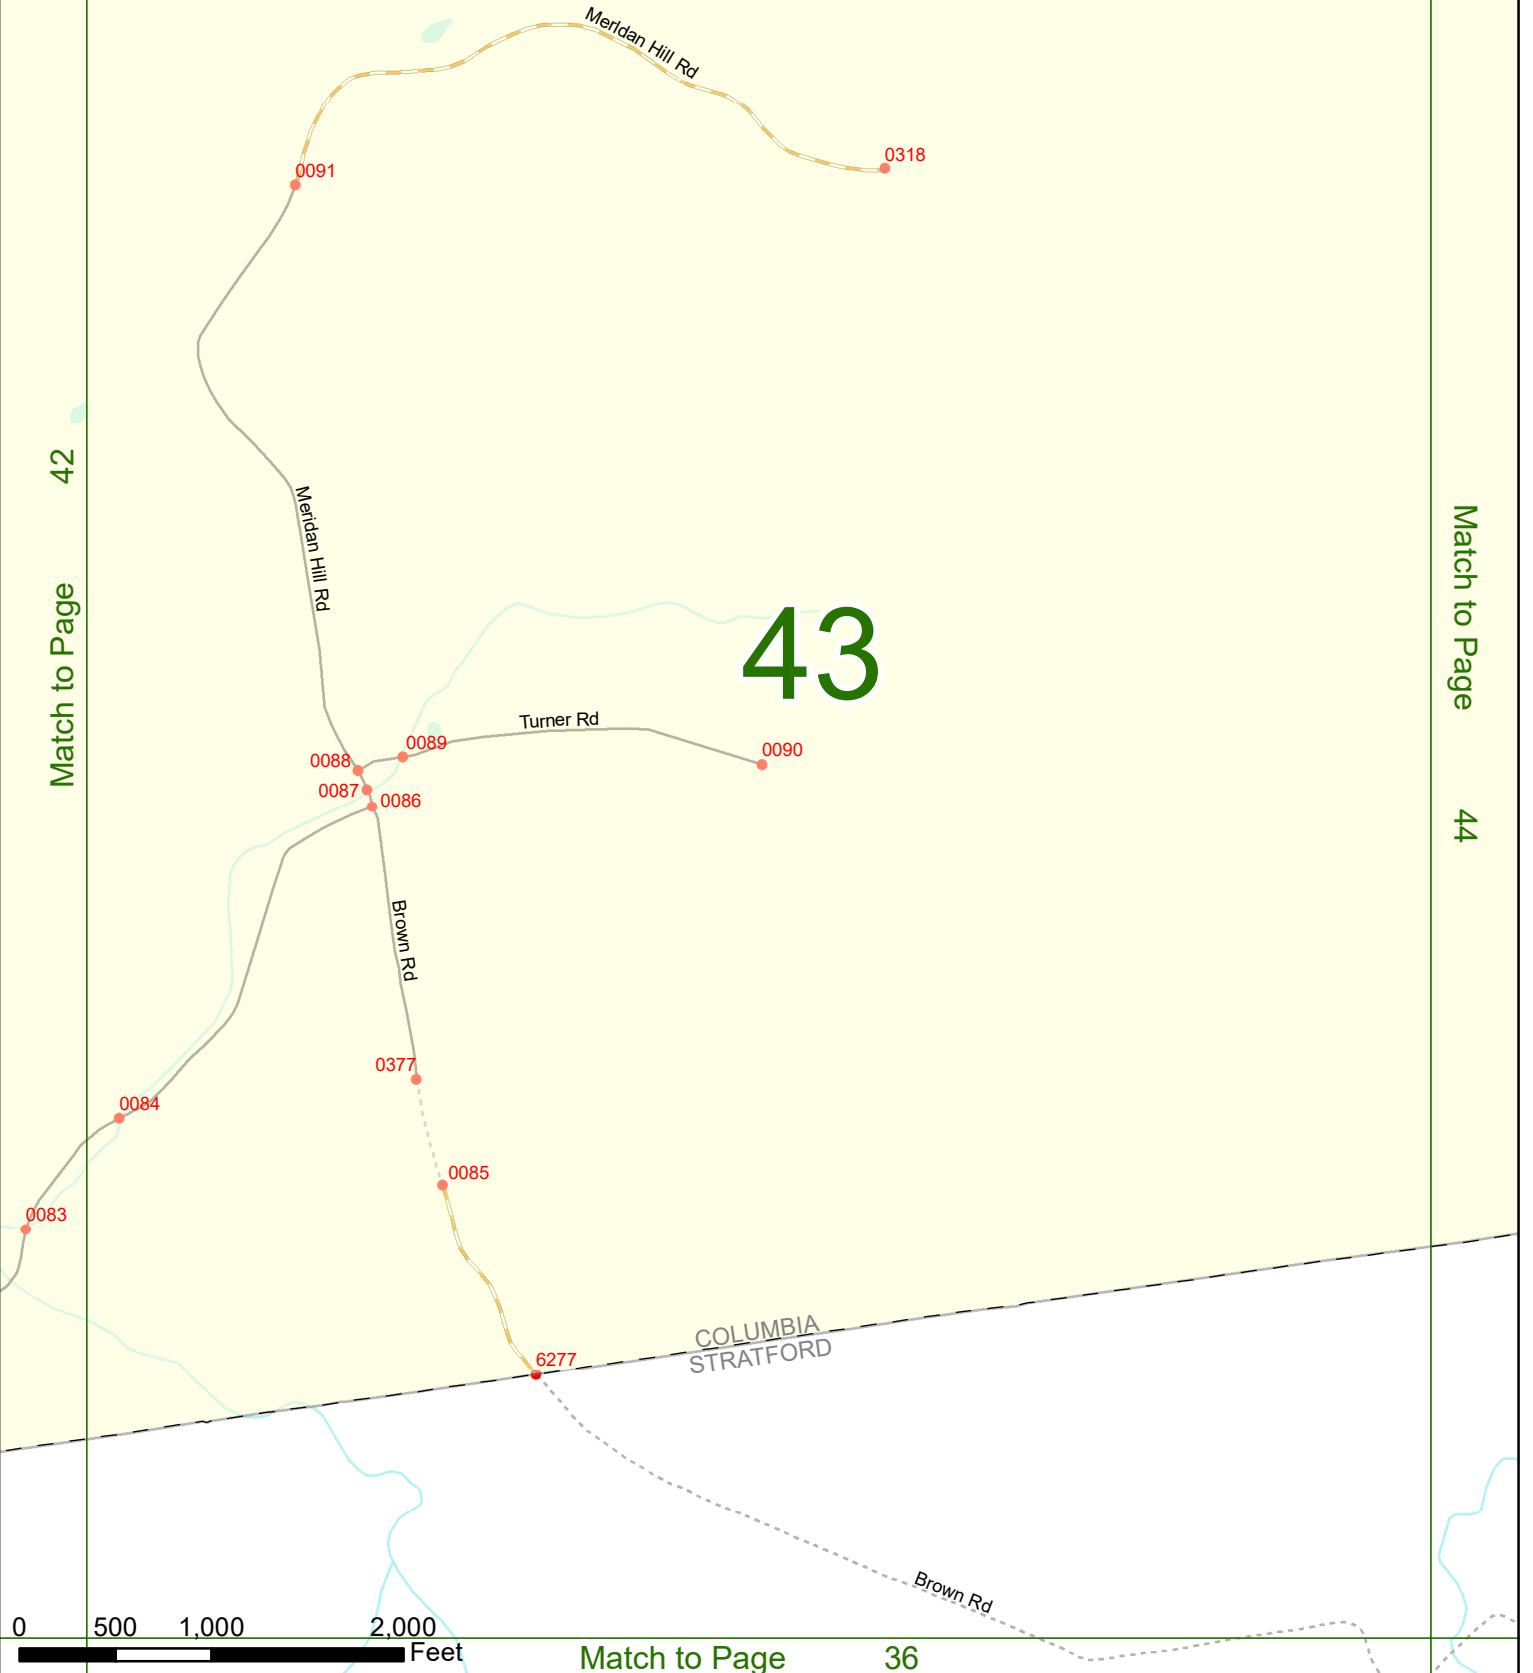 Merldan Hill Rd
0318
0091
42
Match to Page
Meridan Hill Rd
Match to Page
44
43
Turner Rd
0089
0088
0090
0087
0086
Brown Rd
0377
0084
0085
0083
COLUMBIA
STRATFORD
6277
Brown Rd
0 500 1,000 2,000
Feet
Match to Page 36